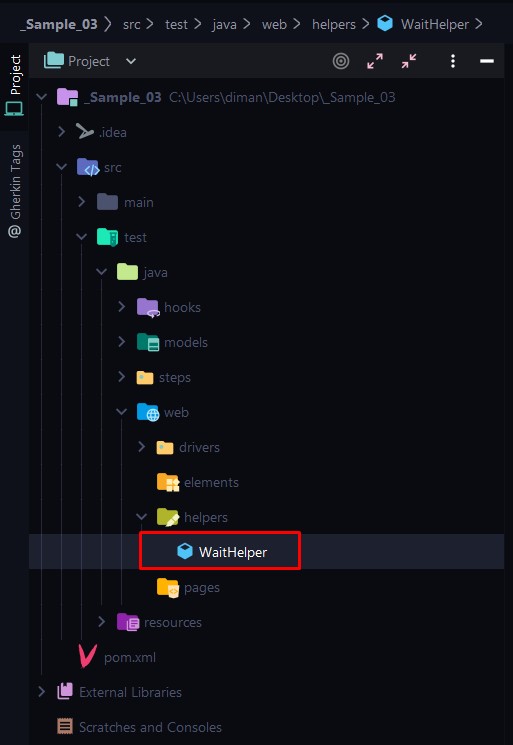 _Sample_03 src test java web helpers WaitHelper
Project
Project
@ Gherkin Tags
_Sample_03 C:\Users\diman\Desktop\_Sample_03
.idea
src
main
test
java
hooks
models
steps
web
drivers
elements
helpers
WaitHelper
pages
resources
pom.xml
External Libraries
Scratches and Consoles